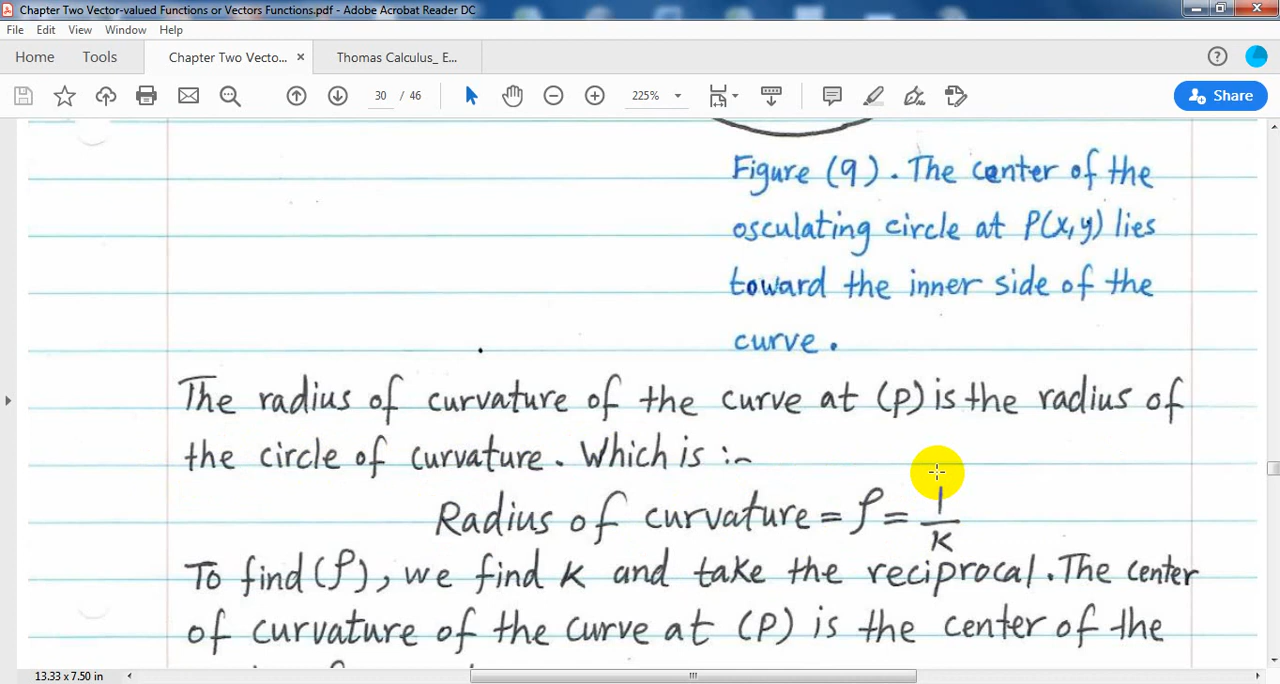 Chapter Two Vector-valued Functions or Vectors Functions.pdf - Adobe Acrobat Reader DC
File Edit View Window Help
Home Tools Chapter Two Vecto... × Thomas Calculus_ E...
30 / 46 225% Share
Figure (9). The center of the
osculating circle at P(x,y) lies
toward the inner side of the
curve.
The radius of curvature of the curve at (P) is the radius of
the circle of curvature. Which is :~
Radius of curvature = ρ = 1/κ
To find (ρ), we find κ and take the reciprocal. The center
of curvature of the curve at (P) is the center of the
13.33 x 7.50 in